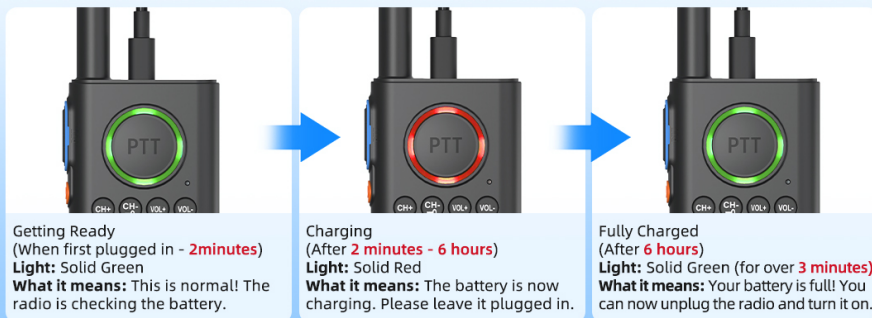 PTT
CH+ CH- VOL+ VOL-
Getting Ready
(When first plugged in - 2minutes)
Light: Solid Green
What it means: This is normal! The
radio is checking the battery.
PTT
CH+ CH- VOL+ VOL-
Charging
(After 2 minutes - 6 hours)
Light: Solid Red
What it means: The battery is now
charging. Please leave it plugged in.
PTT
CH+ CH- VOL+ VOL-
Fully Charged
(After 6 hours)
Light: Solid Green (for over 3 minutes)
What it means: Your battery is full! You
can now unplug the radio and turn it on.